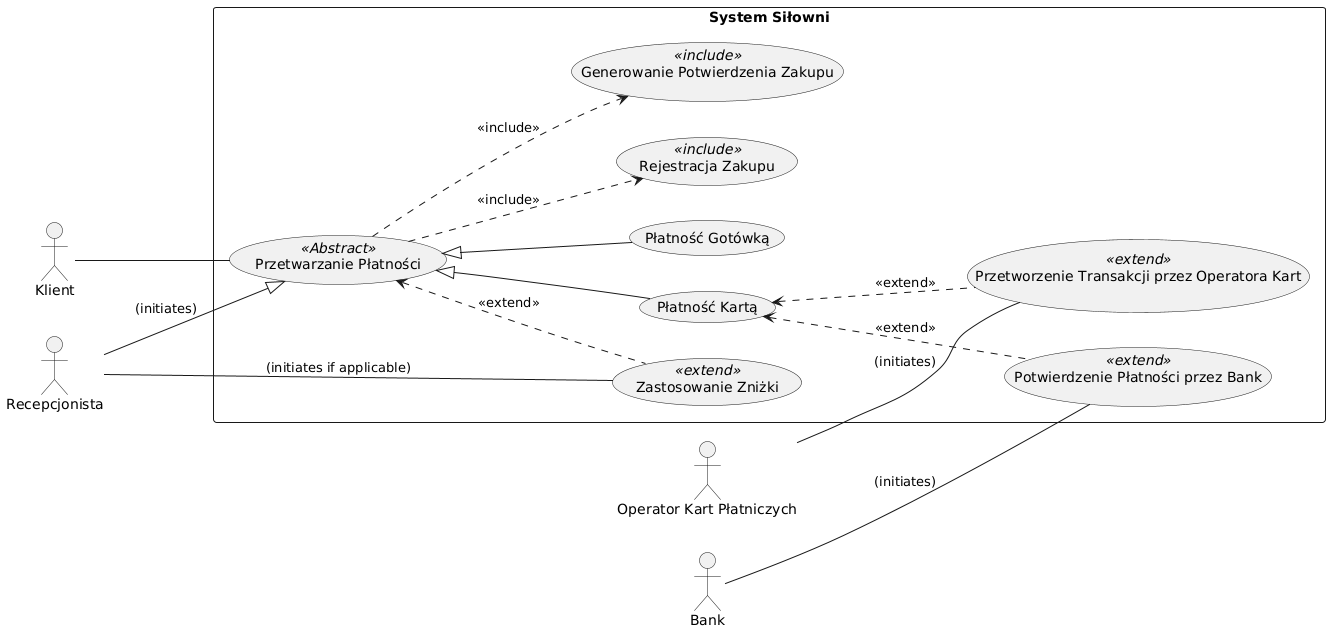 System Siłowni
«include»
Generowanie Potwierdzenia Zakupu
«include»
«include»
Rejestracja Zakupu
«include»
Płatność Gotówką
«Abstract»
Przetwarzanie Płatności
Klient
«extend»
Przetworzenie Transakcji przez Operatora Kart
«extend»
Płatność Kartą
«extend»
(initiates)
«extend»
(initiates)
«extend»
Potwierdzenie Płatności przez Bank
(initiates if applicable)
«extend»
Zastosowanie Zniżki
Recepcjonista
(initiates)
Operator Kart Płatniczych
Bank